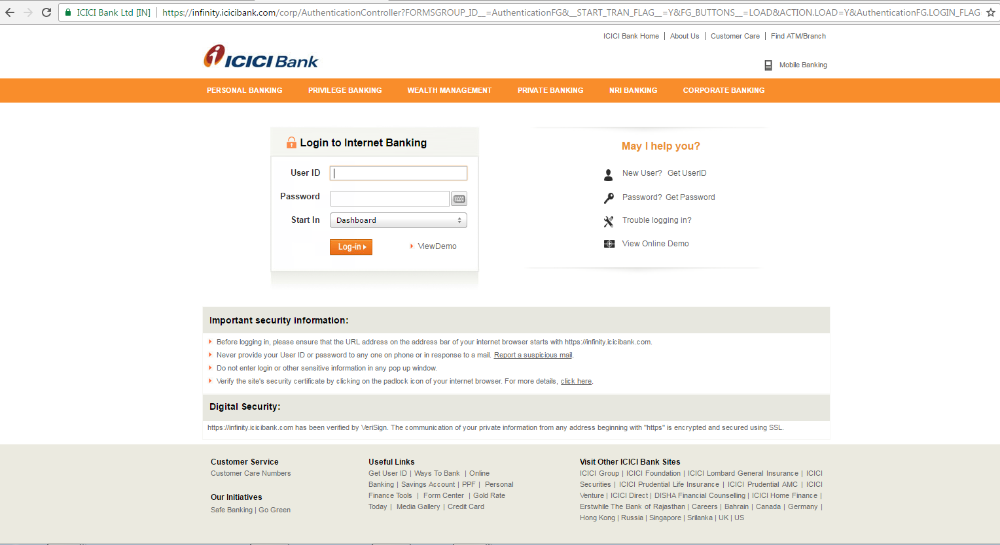 ICICI Bank Ltd [IN] https://infinity.icicibank.com/corp/AuthenticationController?FORMSGROUP_ID__=AuthenticationFG&__START_TRAN_FLAG__=Y&FG_BUTTONS__=LOAD&ACTION.LOAD=Y&AuthenticationFG.LOGIN_FLAG
ICICI Bank Home | About Us | Customer Care | Find ATM/Branch
ICICI Bank
Mobile Banking
PERSONAL BANKING PRIVILEGE BANKING WEALTH MANAGEMENT PRIVATE BANKING NRI BANKING CORPORATE BANKING
Login to Internet Banking
User ID
Password
Start In Dashboard
Log-in ViewDemo
May I help you?
New User? Get UserID
Password? Get Password
Trouble logging in?
View Online Demo
Important security information:
Before logging in, please ensure that the URL address on the address bar of your internet browser starts with https://infinity.icicibank.com.
Never provide your User ID or password to any one on phone or in response to a mail. Report a suspicious mail.
Do not enter login or other sensitive information in any pop up window.
Verify the site's security certificate by clicking on the padlock icon of your internet browser. For more details, click here.
Digital Security:
https://infinity.icicibank.com has been verified by VeriSign. The communication of your private information from any address beginning with "https" is encrypted and secured using SSL.
Customer Service
Customer Care Numbers
Our Initiatives
Safe Banking | Go Green
Useful Links
Get User ID | Ways To Bank | Online
Banking | Savings Account | PPF | Personal
Finance Tools | Form Center | Gold Rate
Today | Media Gallery | Credit Card
Visit Other ICICI Bank Sites
ICICI Group | ICICI Foundation | ICICI Lombard General Insurance | ICICI
Securities | ICICI Prudential Life Insurance | ICICI Prudential AMC | ICICI
Venture | ICICI Direct | DISHA Financial Counselling | ICICI Home Finance |
Erstwhile The Bank of Rajasthan | Careers | Bahrain | Canada | Germany |
Hong Kong | Russia | Singapore | Srilanka | UK | US